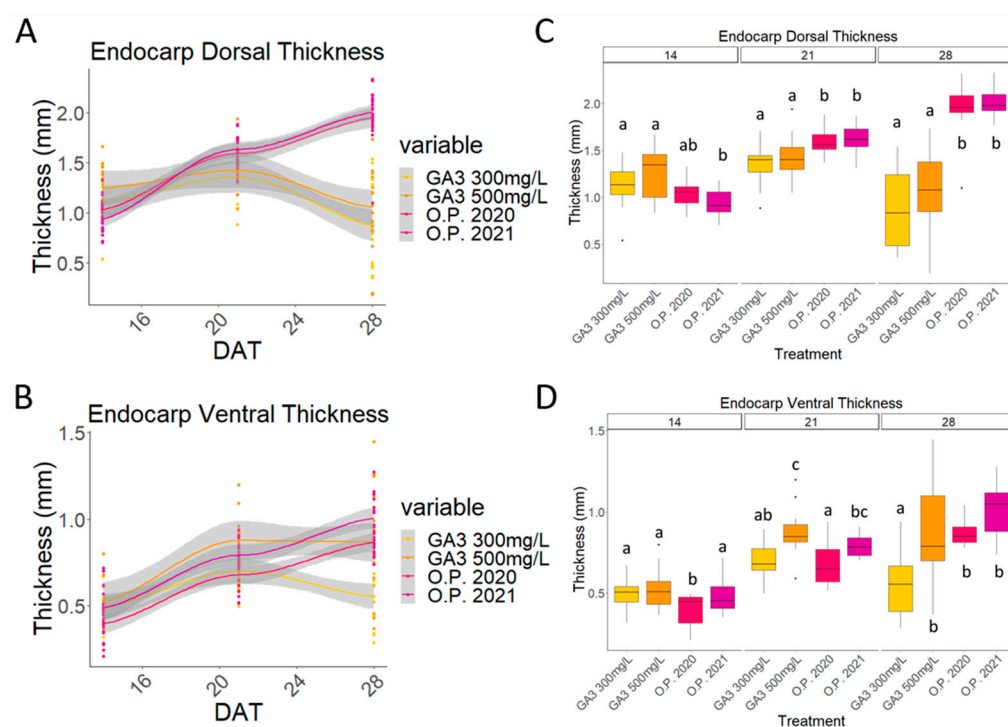 A
Endocarp Dorsal Thickness
Thickness (mm)
2.0
1.5
1.0
0.5
16
20
24
28
DAT
variable
GA3 300mg/L
GA3 500mg/L
O.P. 2020
O.P. 2021
B
Endocarp Ventral Thickness
Thickness (mm)
1.5
1.0
0.5
16
20
24
28
DAT
variable
GA3 300mg/L
GA3 500mg/L
O.P. 2020
O.P. 2021
C
Endocarp Dorsal Thickness
14 21 28
Thickness (mm)
2.0
1.5
1.0
0.5
a a ab b
a a b b
a a b b
GA3 300mg/L
GA3 500mg/L
O.P. 2020
O.P. 2021
GA3 300mg/L
GA3 500mg/L
O.P. 2020
O.P. 2021
GA3 300mg/L
GA3 500mg/L
O.P. 2020
O.P. 2021
Treatment
D
Endocarp Ventral Thickness
14 21 28
Thickness (mm)
1.5
1.0
0.5
a a b a
ab c a bc
a b b b
GA3 300mg/L
GA3 500mg/L
O.P. 2020
O.P. 2021
GA3 300mg/L
GA3 500mg/L
O.P. 2020
O.P. 2021
GA3 300mg/L
GA3 500mg/L
O.P. 2020
O.P. 2021
Treatment